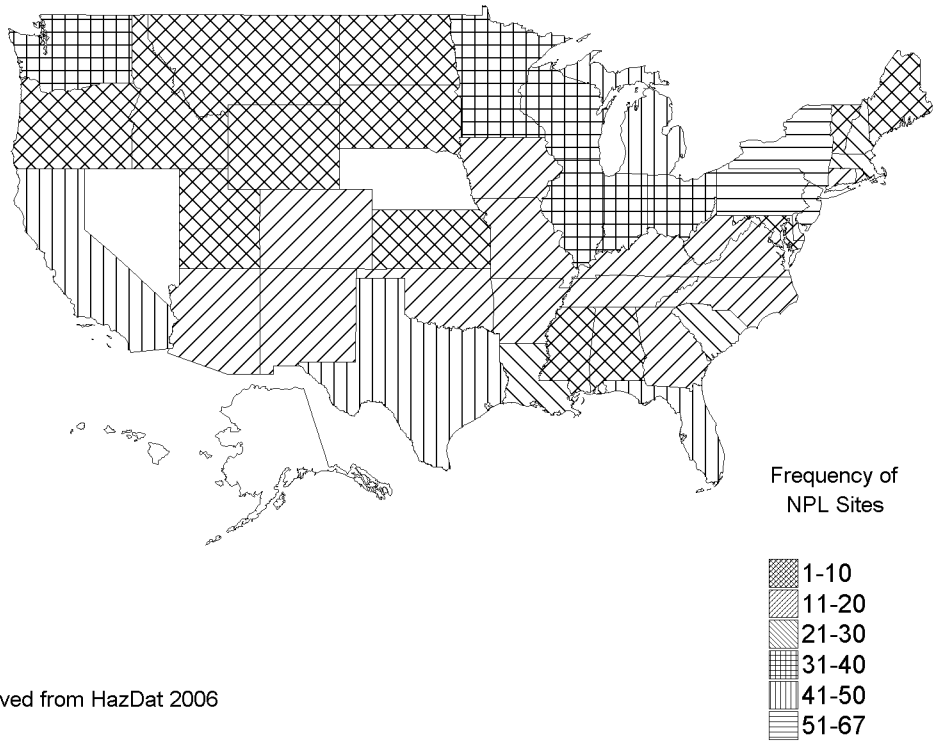 Frequency of
NPL Sites
1-10
11-20
21-30
31-40
41-50
51-67
ved from HazDat 2006